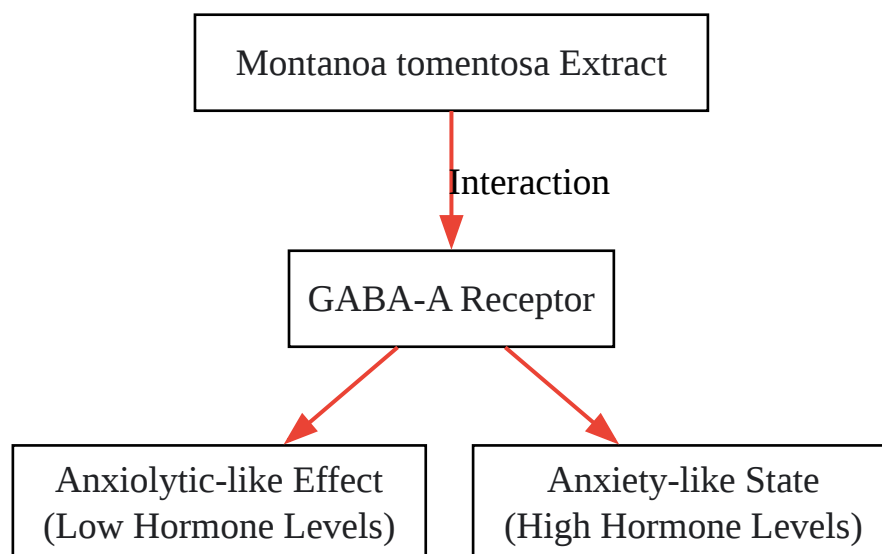 Montanoa tomentosa Extract
Interaction
GABA-A Receptor
Anxiolytic-like Effect
(Low Hormone Levels)
Anxiety-like State
(High Hormone Levels)